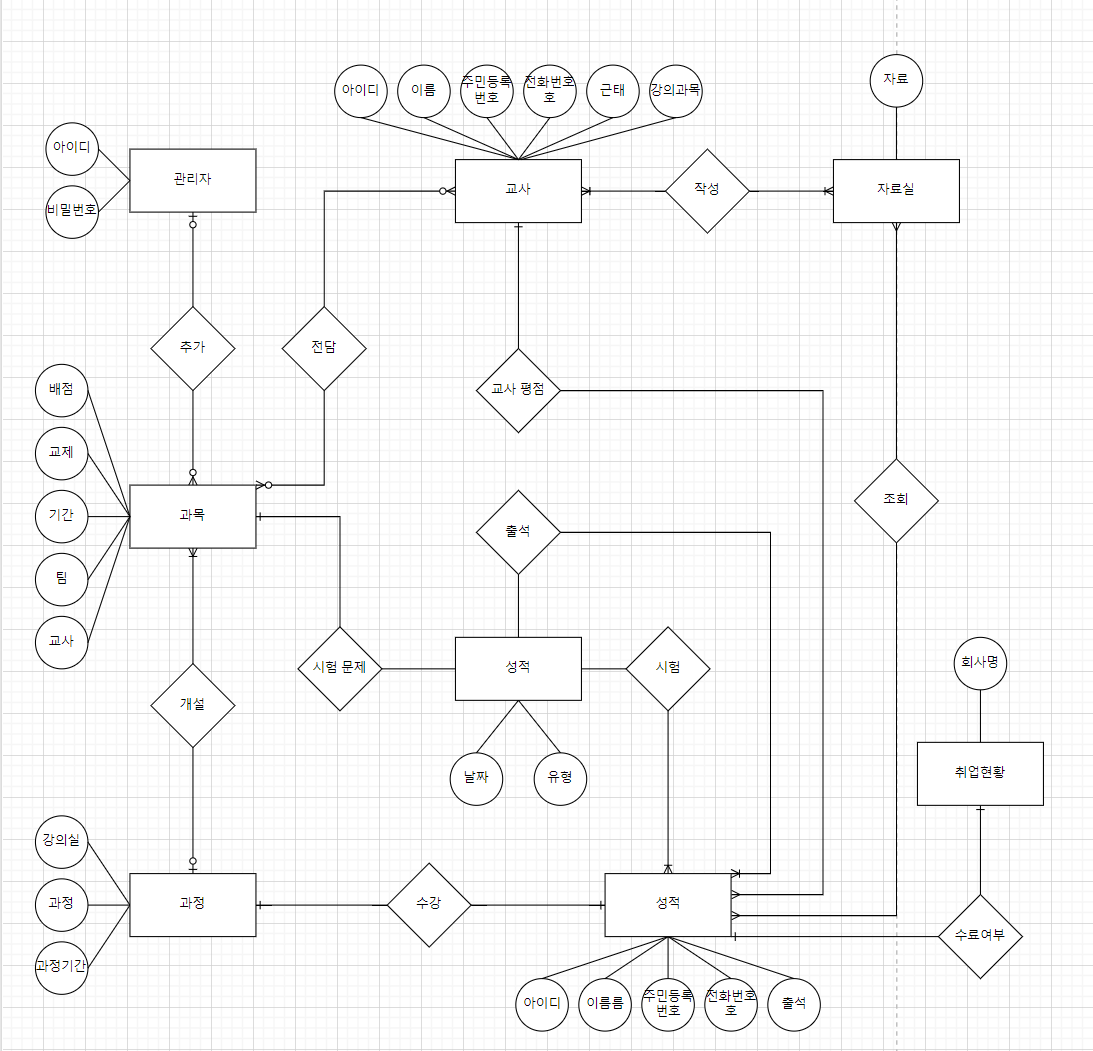 자료
아이디
이름
주민등록
번호
전화번호
호
근태
강의과목
아이디
비밀번호
관리자
교사
작성
자료실
추가
전담
교사 평점
배점
교제
기간
팀
교사
과목
출석
조회
시험 문제
성적
시험
회사명
개설
날짜
유형
취업현황
강의실
과정
과정기간
과정
수강
성적
수료여부
아이디
이름름
주민등록
번호
전화번호
호
출석